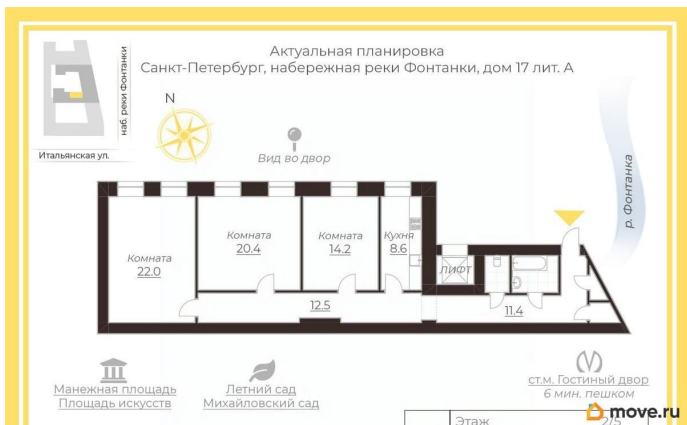 Актуальная планировка
Санкт-Петербург, набережная реки Фонтанки, дом 17 лит. А
наб. реки Фонтанки
Итальянская ул.
N
Вид во двор
р. Фонтанка
Комната
22.0
Комната
20.4
Комната
14.2
Кухня
8.6
ЛИФТ
12.5
11.4
Манежная площадь
Площадь искусств
Летний сад
Михайловский сад
ст.м. Гостиный двор
6 мин. пешком
Этаж 2/5
move.ru